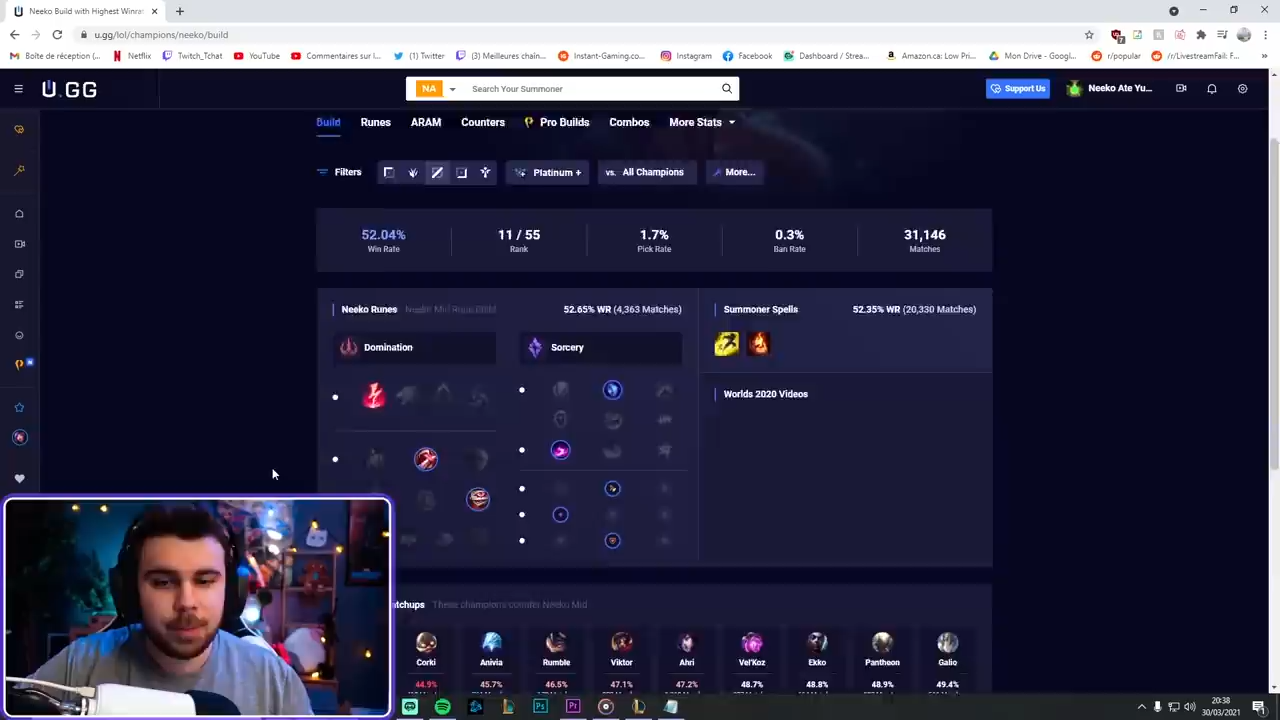 Neeko Build with Highest Winra
u.gg/lol/champions/neeko/build
Boîte de réception (...
Netflix
Twitch_Tchat
YouTube
Commentaires sur l...
(1) Twitter
(3) Meilleures chaîn...
Instant-Gaming.co...
Instagram
Facebook
Dashboard / Strea...
Amazon.ca: Low Pri...
Mon Drive - Googl...
r/popular
(1) r/LivestreamFail: F...
U.GG
NA
Search Your Summoner
Support Us
Neeko Ate Yu...
Build
Runes
ARAM
Counters
Pro Builds
Combos
More Stats
Filters
Platinum +
vs. All Champions
More...
52.04%
Win Rate
11 / 55
Rank
1.7%
Pick Rate
0.3%
Ban Rate
31,146
Matches
Neeko Runes
52.65% WR (4,363 Matches)
Summoner Spells
52.35% WR (20,330 Matches)
Domination
Sorcery
Worlds 2020 Videos
atchups
These champions counter Neeko Mid
Corki
Anivia
Rumble
Viktor
Ahri
Vel'Koz
Ekko
Pantheon
Galio
44.9%
45.7%
46.5%
47.1%
47.2%
48.7%
48.8%
48.9%
49.4%
20:38
30/03/2021